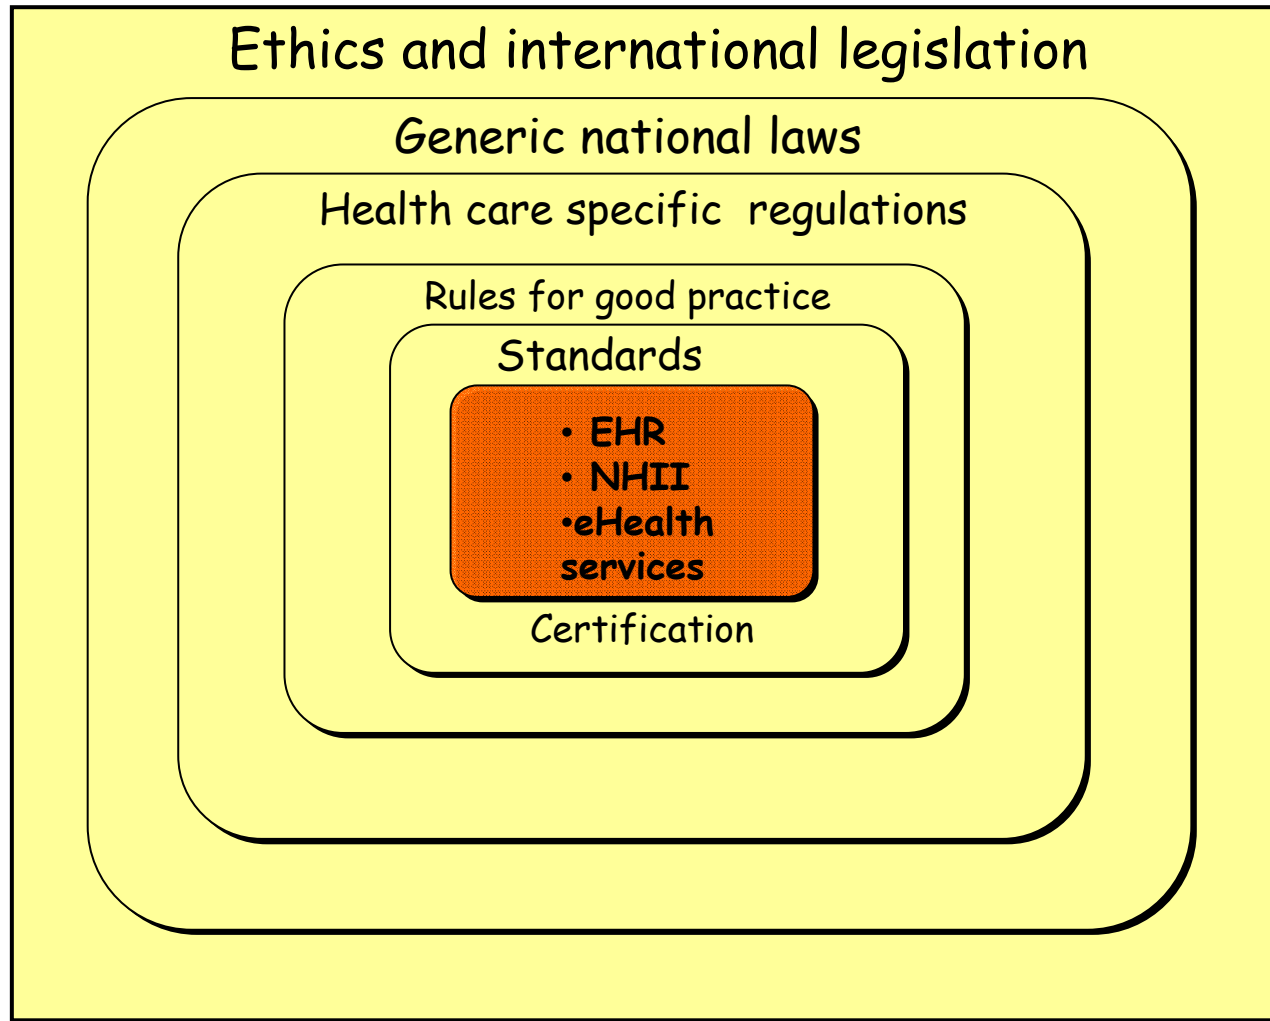 Ethics and international legislation
Generic national laws
Health care specific regulations
Rules for good practice
Standards
• EHR
• NHII
•eHealth
services
Certification